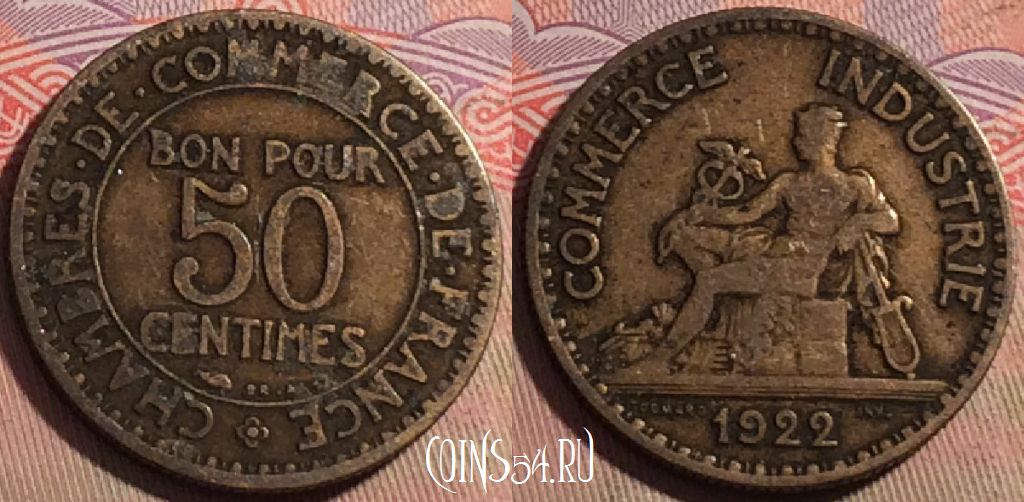 CHAMBRES · DE · COMMERCE · DE · FRANCE
BON POUR
50
CENTIMES
COMMERCE INDUSTRIE
1922
COINS54.RU